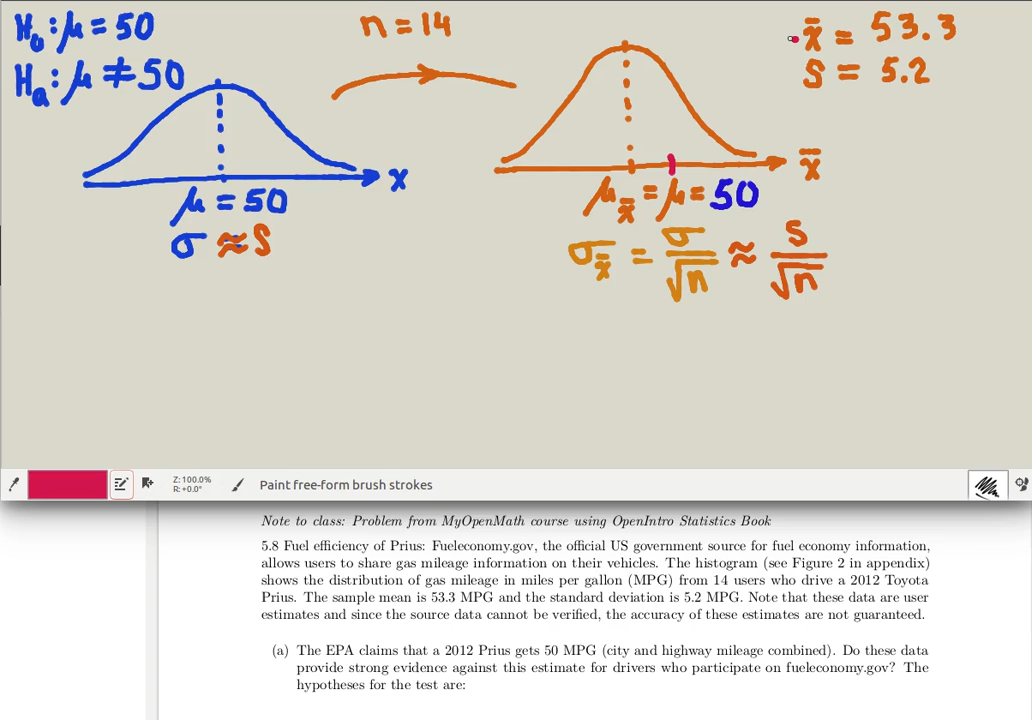 H₀ : μ = 50
Hₐ : μ ≠ 50
n = 14
x̄ = 53.3
s = 5.2
x
μ = 50
σ ≈ s
x̄
μx̄ = μ = 50
σx̄ = σ/√n ≈ s/√n
Z: 100.0%
R: +0.0°
Paint free-form brush strokes
Note to class: Problem from MyOpenMath course using OpenIntro Statistics Book
5.8 Fuel efficiency of Prius: Fueleconomy.gov, the official US government source for fuel economy information,
allows users to share gas mileage information on their vehicles. The histogram (see Figure 2 in appendix)
shows the distribution of gas mileage in miles per gallon (MPG) from 14 users who drive a 2012 Toyota
Prius. The sample mean is 53.3 MPG and the standard deviation is 5.2 MPG. Note that these data are user
estimates and since the source data cannot be verified, the accuracy of these estimates are not guaranteed.
(a) The EPA claims that a 2012 Prius gets 50 MPG (city and highway mileage combined). Do these data
provide strong evidence against this estimate for drivers who participate on fueleconomy.gov? The
hypotheses for the test are: